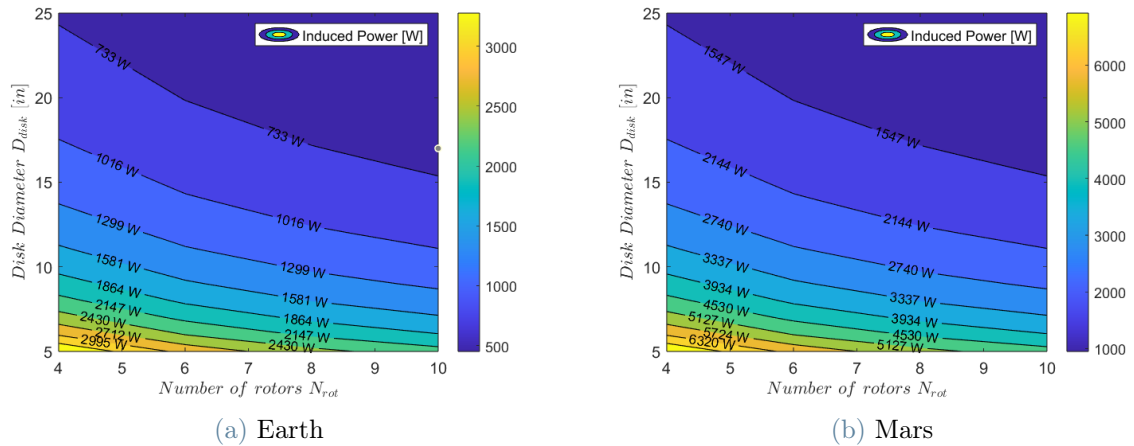 25
20
15
10
5
4 5 6 7 8 9 10
Disk Diameter D_disk [in]
Number of rotors N_rot
Induced Power [W]
733 W
733 W
1016 W
1016 W
1299 W
1299 W
1581 W
1581 W
1864 W
1864 W
2147 W
2147 W
2430 W
2430 W
2712 W
2995 W
3000
2500
2000
1500
1000
500
(a) Earth
25
20
15
10
5
4 5 6 7 8 9 10
Disk Diameter D_disk [in]
Number of rotors N_rot
Induced Power [W]
1547 W
1547 W
2144 W
2144 W
2740 W
2740 W
3337 W
3337 W
3934 W
3934 W
4530 W
4530 W
5127 W
5127 W
5724 W
6320 W
6000
5000
4000
3000
2000
1000
(b) Mars